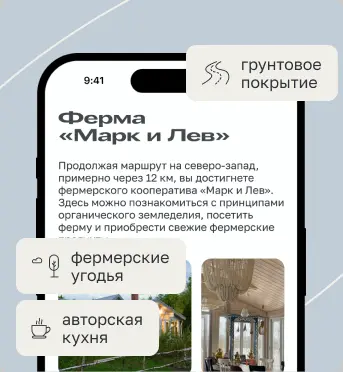 9:41
грунтовое
покрытие
Ферма
«Марк и Лев»
Продолжая маршрут на северо-запад,
примерно через 12 км, вы достигнете
фермерского кооператива «Марк и Лев».
Здесь можно познакомиться с принципами
органического земледелия, посетить
ферму и приобрести свежие фермерские
фермерские
угодья
авторская
кухня